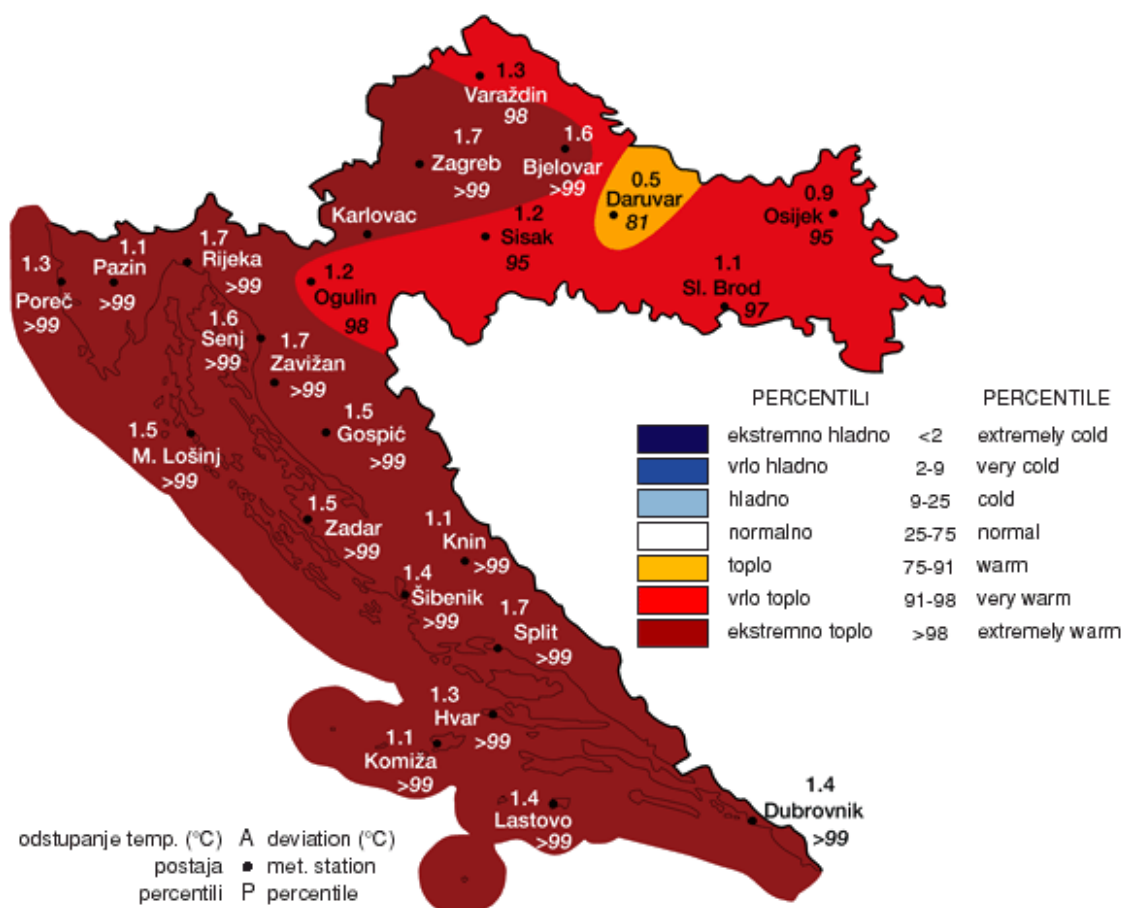 1.3
Varaždin
98
1.7
Zagreb
>99
1.6
Bjelovar
>99
0.5
Daruvar
81
0.9
Osijek
95
Karlovac
1.2
Sisak
95
1.1
Sl. Brod
97
1.3
Poreč
>99
1.1
Pazin
>99
1.7
Rijeka
>99
1.2
Ogulin
98
1.6
Senj
>99
1.7
Zavižan
>99
1.5
Gospić
>99
1.5
M. Lošinj
>99
1.5
Zadar
>99
1.1
Knin
>99
1.4
Šibenik
>99
1.7
Split
>99
1.3
Hvar
>99
1.1
Komiža
>99
1.4
Lastovo
>99
1.4
Dubrovnik
>99
PERCENTILI PERCENTILE
ekstremno hladno <2 extremely cold
vrlo hladno 2-9 very cold
hladno 9-25 cold
normalno 25-75 normal
toplo 75-91 warm
vrlo toplo 91-98 very warm
ekstremno toplo >98 extremely warm
odstupanje temp. (°C) A deviation (°C)
postaja met. station
percentili P percentile